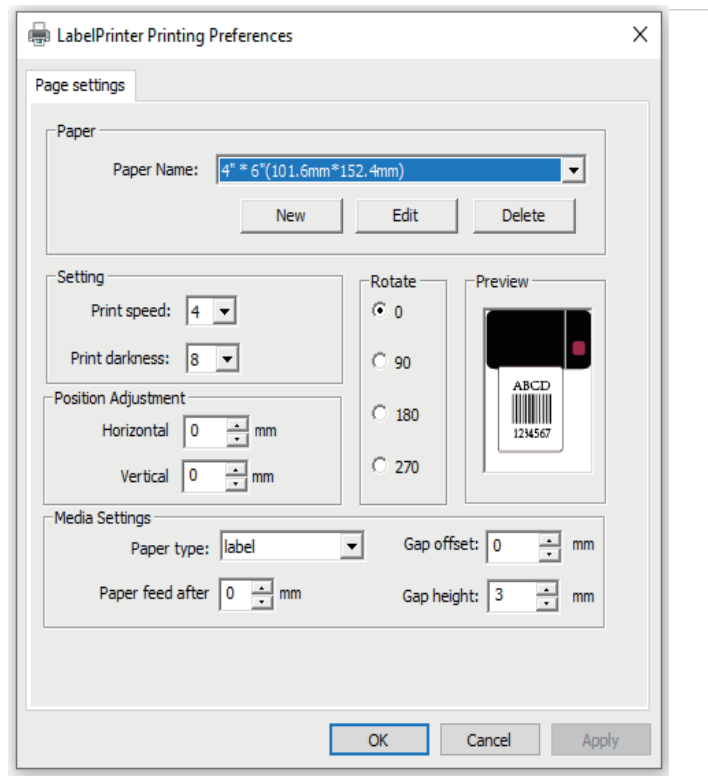 LabelPrinter Printing Preferences
Page settings
Paper
Paper Name: 4" * 6"(101.6mm*152.4mm)
New Edit Delete
Setting
Print speed: 4
Print darkness: 8
Position Adjustment
Horizontal 0 mm
Vertical 0 mm
Rotate
0
90
180
270
Preview
ABCD
1234567
Media Settings
Paper type: label
Gap offset: 0 mm
Paper feed after 0 mm
Gap height: 3 mm
OK Cancel Apply